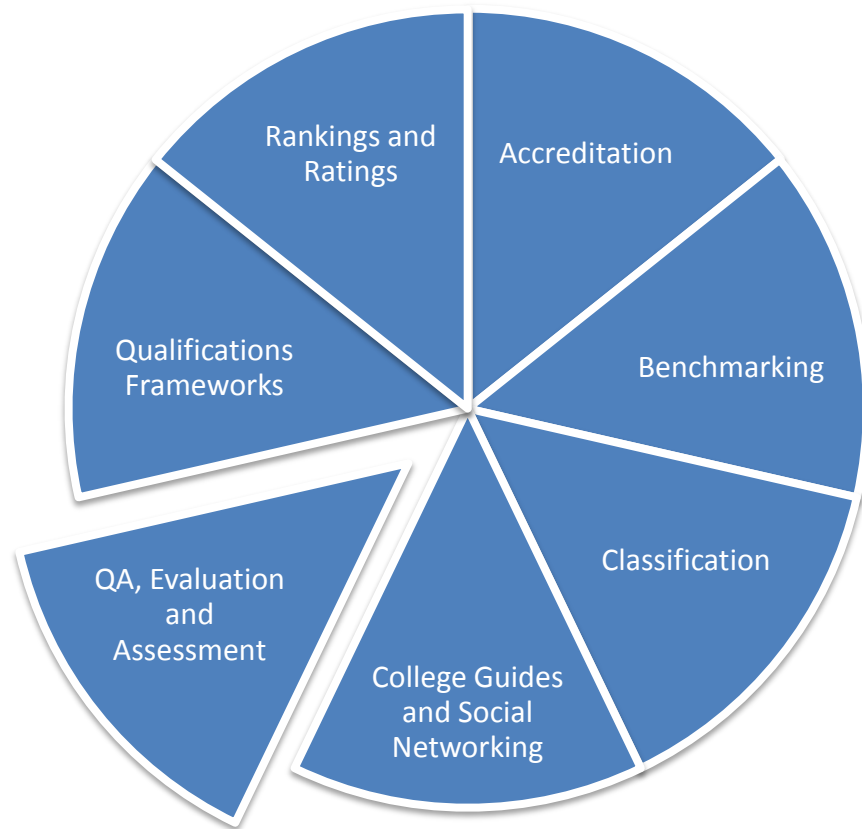 Rankings and
Ratings
Accreditation
Qualifications
Frameworks
Benchmarking
QA, Evaluation
and
Assessment
Classification
College Guides
and Social
Networking